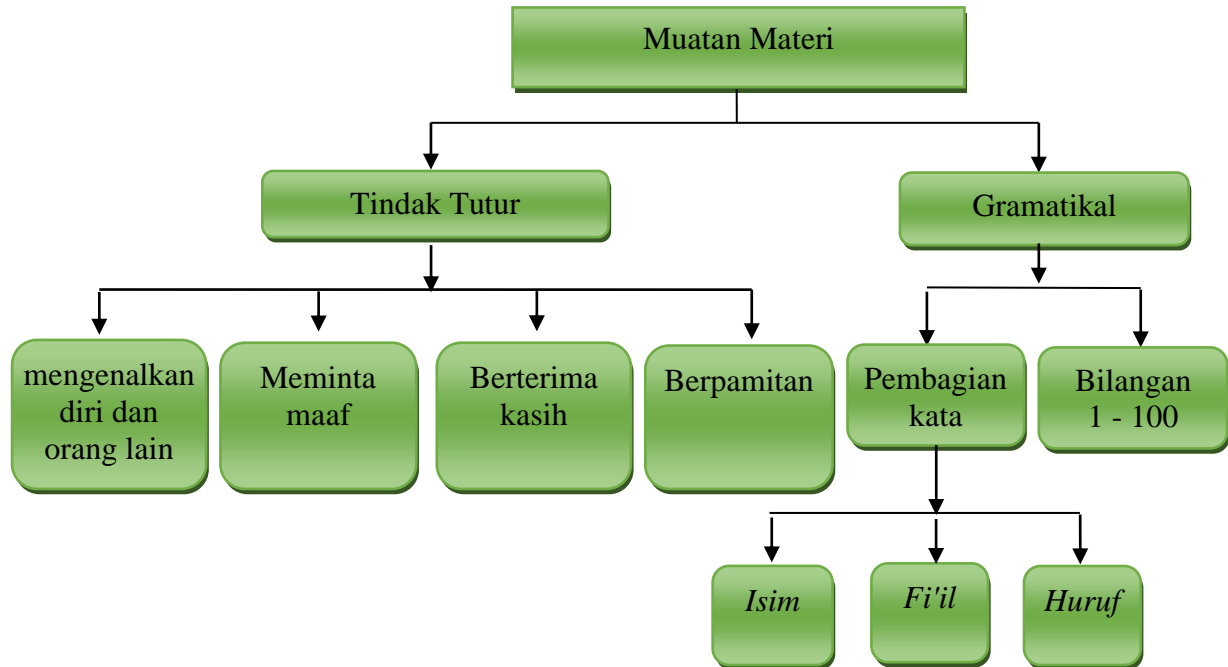 Muatan Materi
Tindak Tutur
Gramatikal
mengenalkan
diri dan
orang lain
Meminta
maaf
Berterima
kasih
Berpamitan
Pembagian
kata
Bilangan
1 - 100
Isim
Fi'il
Huruf